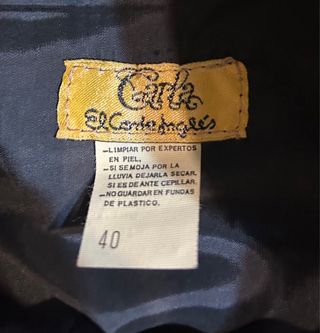 Carla
El Corte Inglés
-LIMPIAR POR EXPERTOS
EN PIEL.
-SI SE MOJA POR LA
LLUVIA DEJARLA SECAR.
SI ES DE ANTE CEPILLAR.
-NO GUARDAR EN FUNDAS
DE PLASTICO.
40